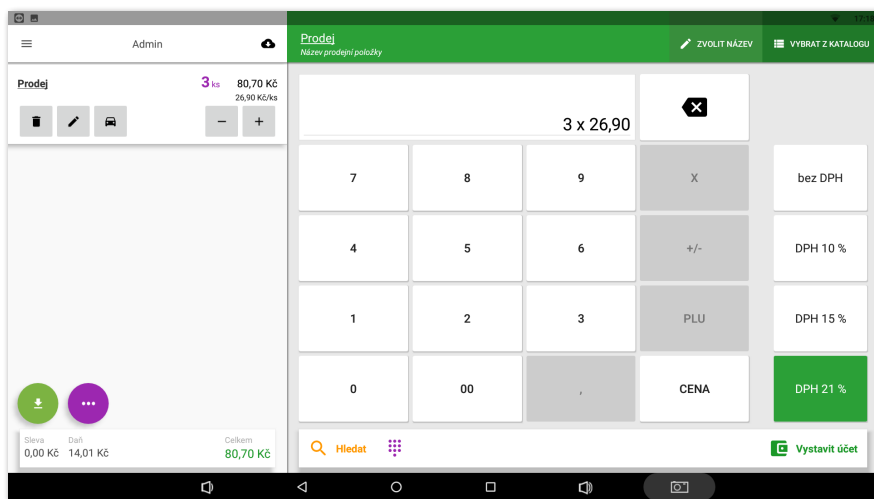 17:18
Admin
Prodej
Název prodejní položky
ZVOLIT NÁZEV
VYBRAT Z KATALOGU
Prodej
3 ks
80,70 Kč
26,90 Kč/ks
3 x 26,90
7
8
9
X
bez DPH
4
5
6
+/-
DPH 10 %
1
2
3
PLU
DPH 15 %
0
00
,
CENA
DPH 21 %
Sleva
0,00 Kč
Daň
14,01 Kč
Celkem
80,70 Kč
Hledat
Vystavit účet